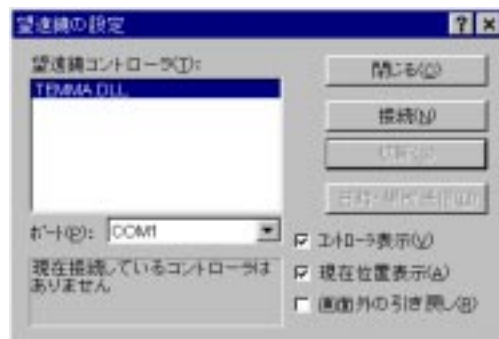 望遠鏡の設定
望遠鏡コントローラ(T):
TEMMA.DLL
閉じる(C)
接続(N)
ポート(P): COM1
コントローラ表示(V)
現在位置表示(A)
画面外の引き戻し(B)
現在接続しているコントローラは
ありません